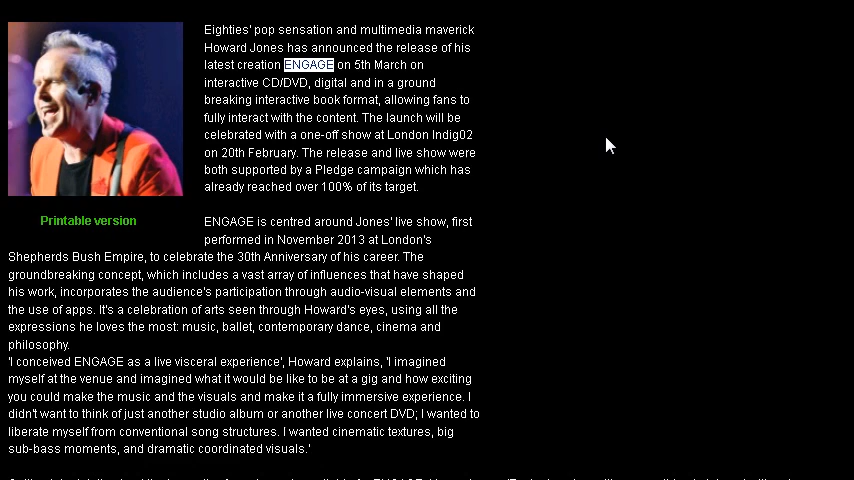 Eighties' pop sensation and multimedia maverick
Howard Jones has announced the release of his
latest creation ENGAGE on 5th March on
interactive CD/DVD, digital and in a ground
breaking interactive book format, allowing fans to
fully interact with the content. The launch will be
celebrated with a one-off show at London Indig02
on 20th February. The release and live show were
both supported by a Pledge campaign which has
already reached over 100% of its target.
Printable version
ENGAGE is centred around Jones' live show, first
performed in November 2013 at London's
Shepherds Bush Empire, to celebrate the 30th Anniversary of his career. The
groundbreaking concept, which includes a vast array of influences that have shaped
his work, incorporates the audience's participation through audio-visual elements and
the use of apps. It's a celebration of arts seen through Howard's eyes, using all the
expressions he loves the most: music, ballet, contemporary dance, cinema and
philosophy.
'I conceived ENGAGE as a live visceral experience', Howard explains, 'I imagined
myself at the venue and imagined what it would be like to be at a gig and how exciting
you could make the music and the visuals and make it a fully immersive experience. I
didn't want to think of just another studio album or another live concert DVD; I wanted to
liberate myself from conventional song structures. I wanted cinematic textures, big
sub-bass moments, and dramatic coordinated visuals.'